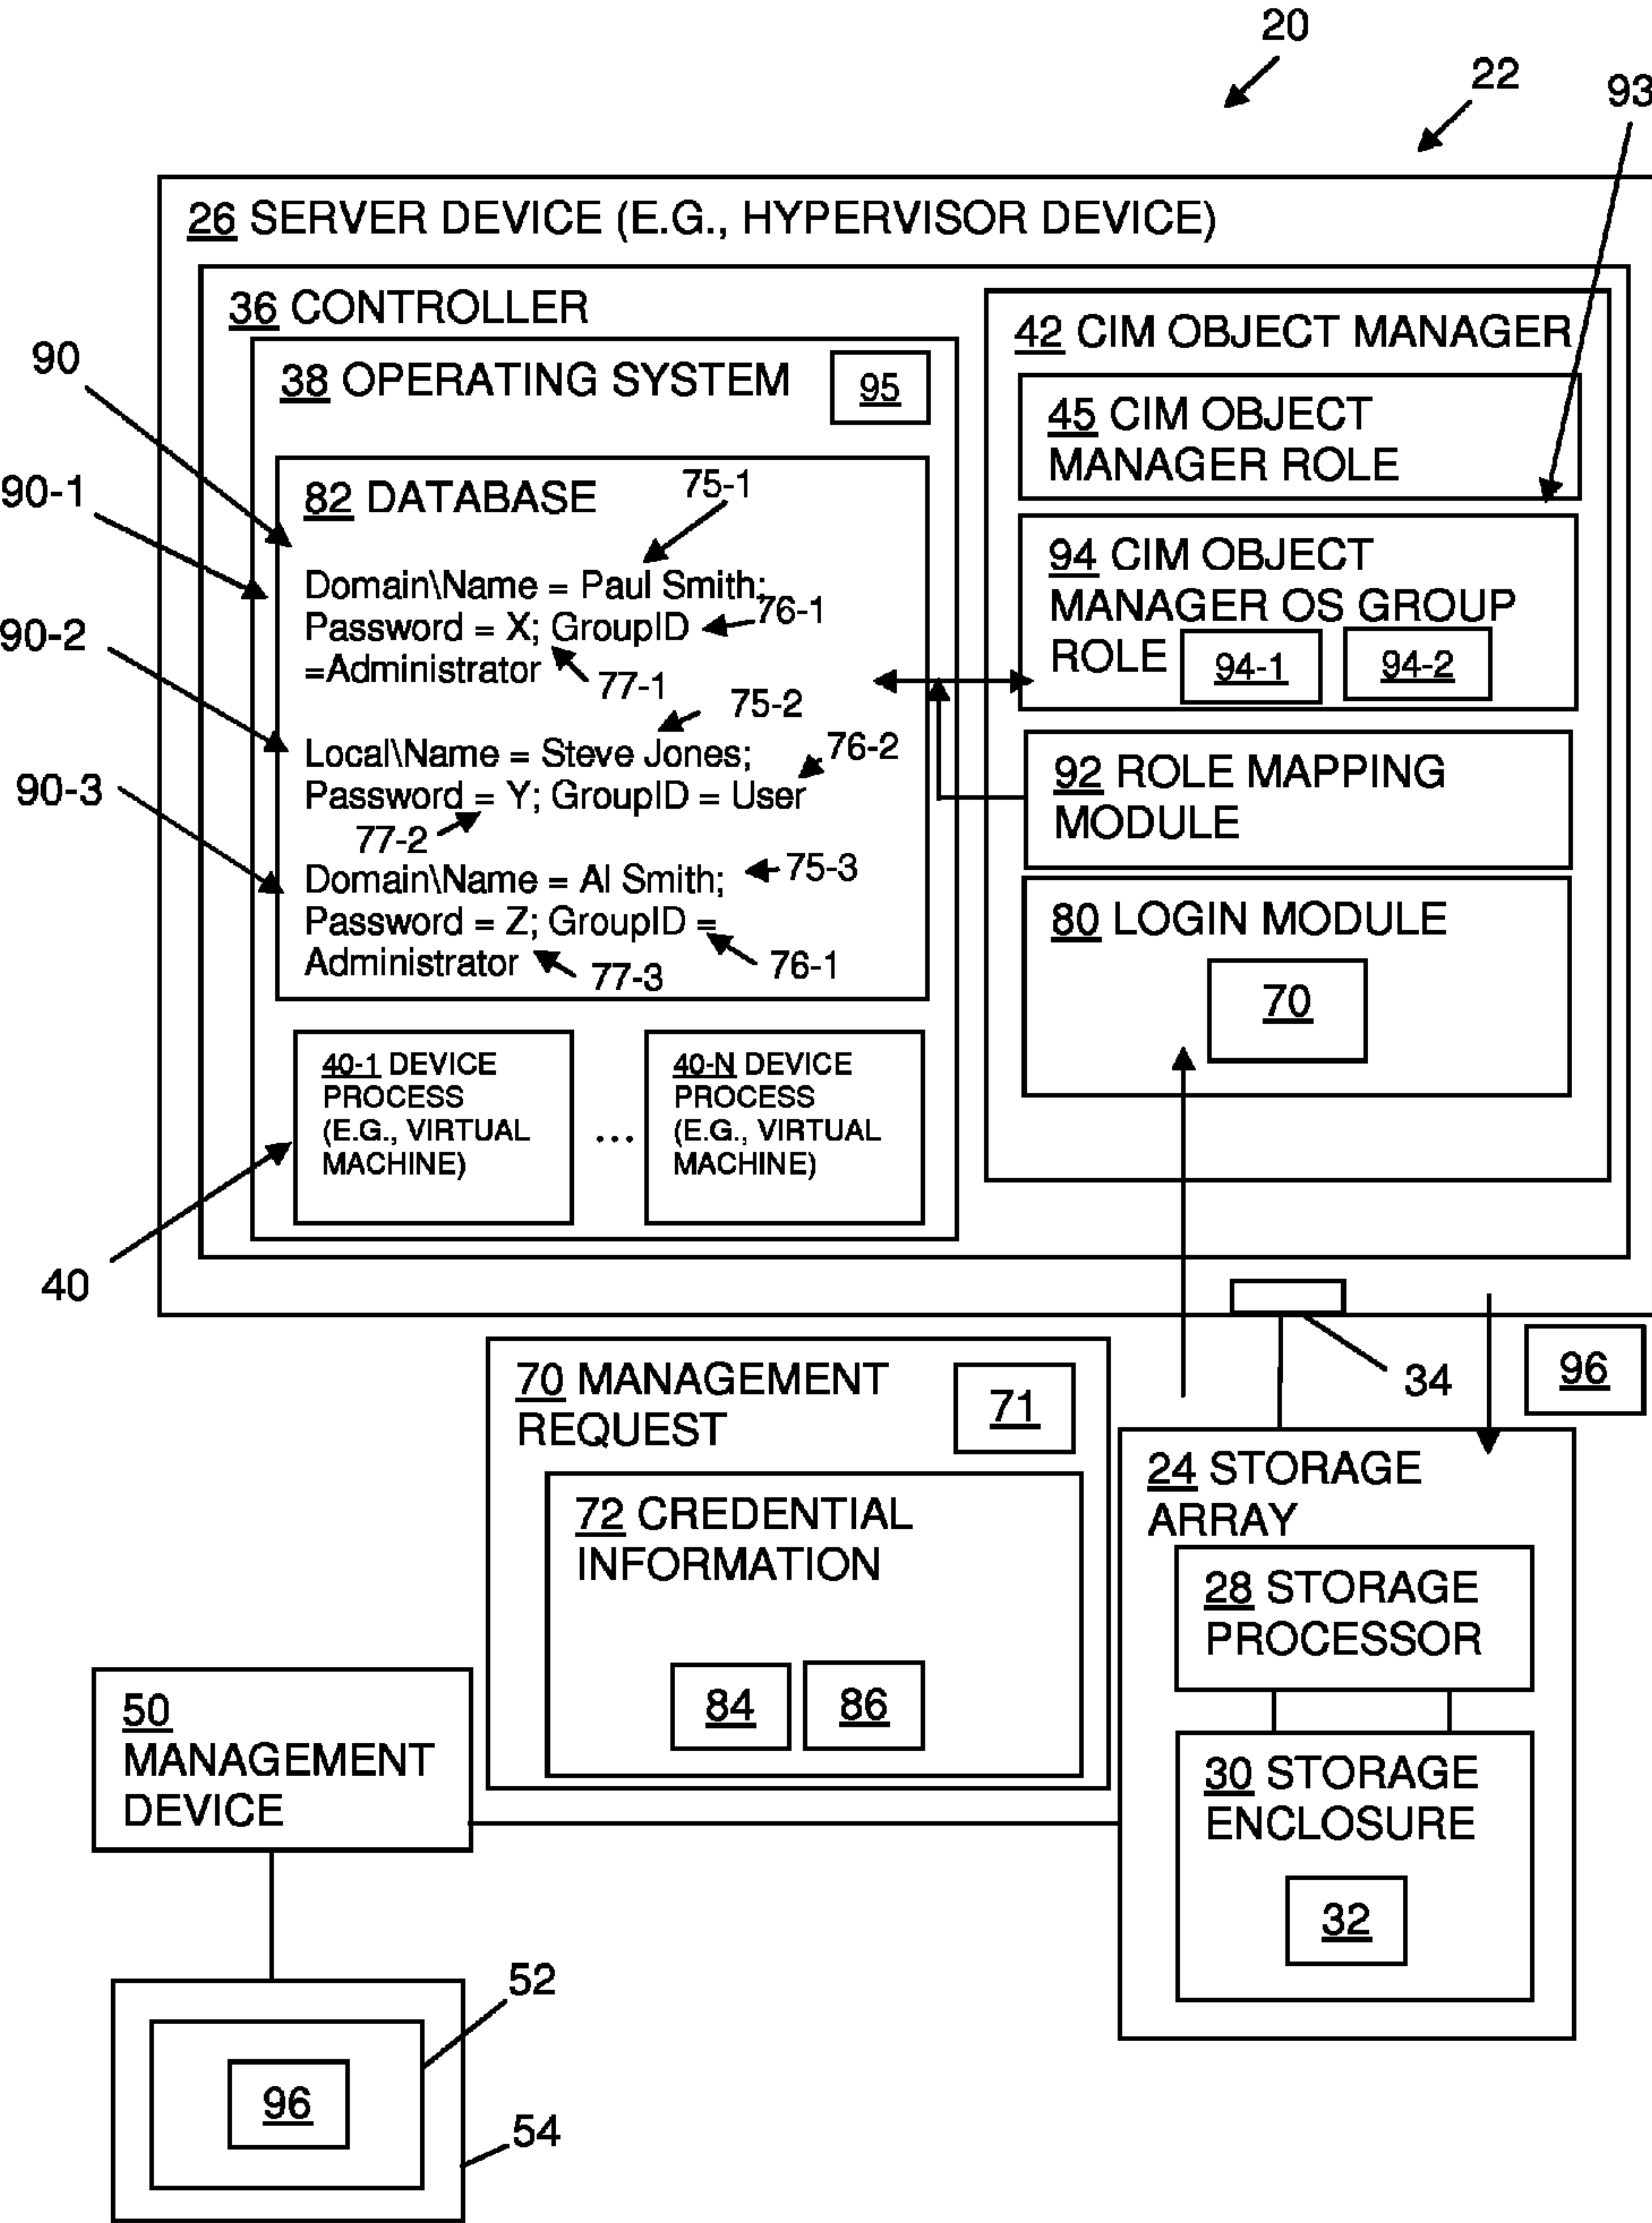 20
22
93
26 SERVER DEVICE (E.G., HYPERVISOR DEVICE)
36 CONTROLLER
90
38 OPERATING SYSTEM
95
90-1
82 DATABASE
75-1
Domain\Name = Paul Smith;
Password = X; GroupID
76-1
=Administrator
77-1
90-2
75-2
Local\Name = Steve Jones;
76-2
Password = Y; GroupID = User
77-2
90-3
Domain\Name = Al Smith;
75-3
Password = Z; GroupID =
Administrator
77-3
76-1
40-1 DEVICE
PROCESS
(E.G., VIRTUAL
MACHINE)
...
40-N DEVICE
PROCESS
(E.G., VIRTUAL
MACHINE)
40
42 CIM OBJECT MANAGER
45 CIM OBJECT
MANAGER ROLE
94 CIM OBJECT
MANAGER OS GROUP
ROLE
94-1
94-2
92 ROLE MAPPING
MODULE
80 LOGIN MODULE
70
34
96
70 MANAGEMENT
REQUEST
71
72 CREDENTIAL
INFORMATION
84
86
24 STORAGE
ARRAY
28 STORAGE
PROCESSOR
30 STORAGE
ENCLOSURE
32
50
MANAGEMENT
DEVICE
52
96
54